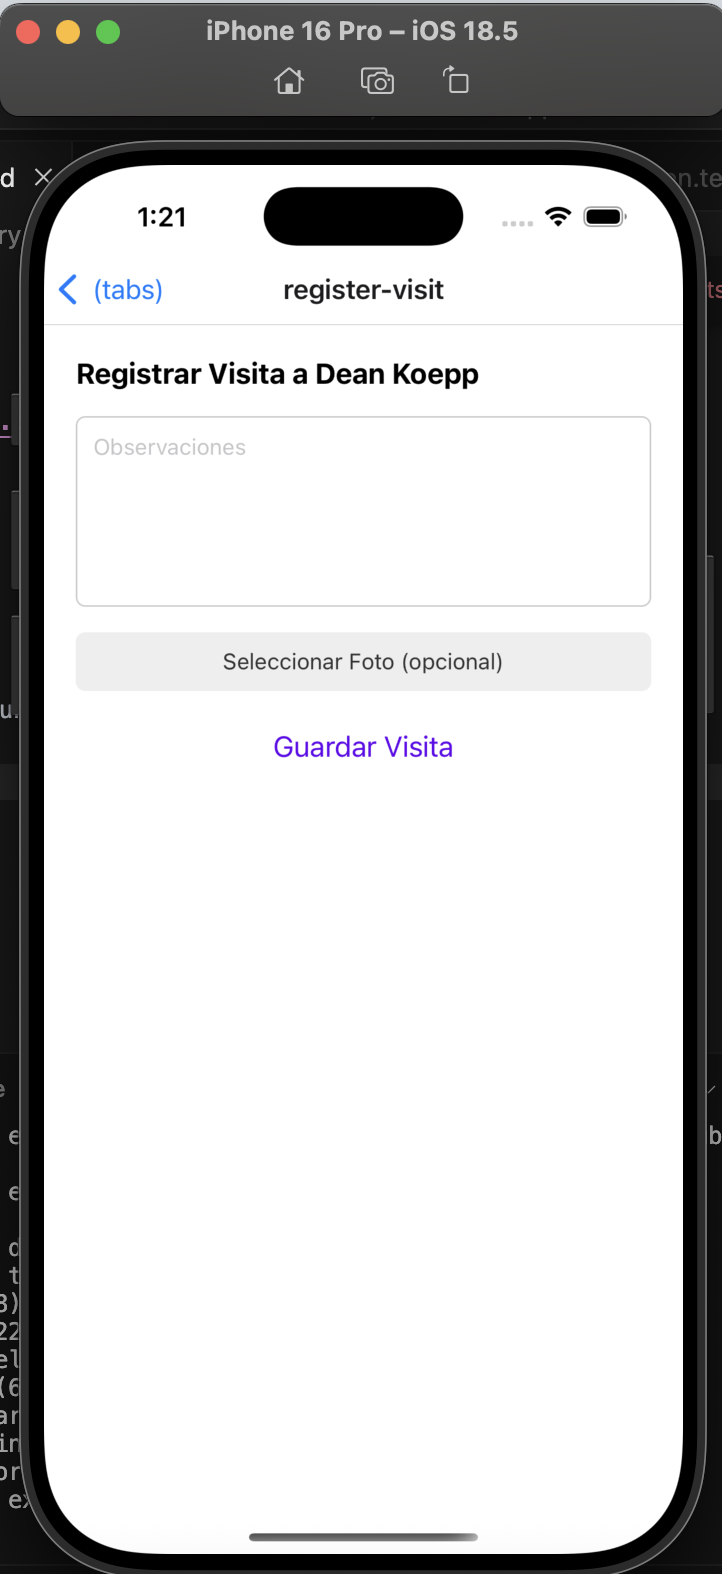 iPhone 16 Pro – iOS 18.5
1:21
(tabs)
register-visit
Registrar Visita a Dean Koepp
Observaciones
Seleccionar Foto (opcional)
Guardar Visita